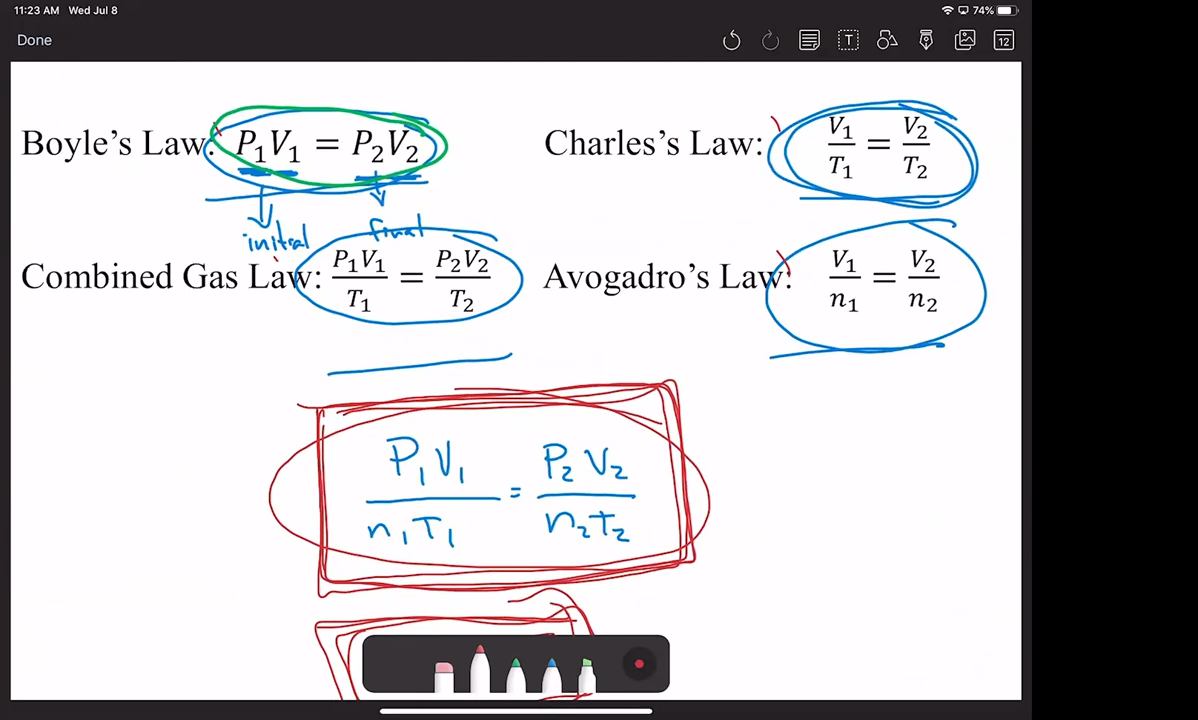 11:23 AM Wed Jul 8 74%
Done T 12
Boyle's Law: P₁V₁ = P₂V₂
initial final
Charles's Law: V₁/T₁ = V₂/T₂
Combined Gas Law: P₁V₁/T₁ = P₂V₂/T₂
Avogadro's Law: V₁/n₁ = V₂/n₂
P₁V₁/n₁T₁ = P₂V₂/n₂t₂